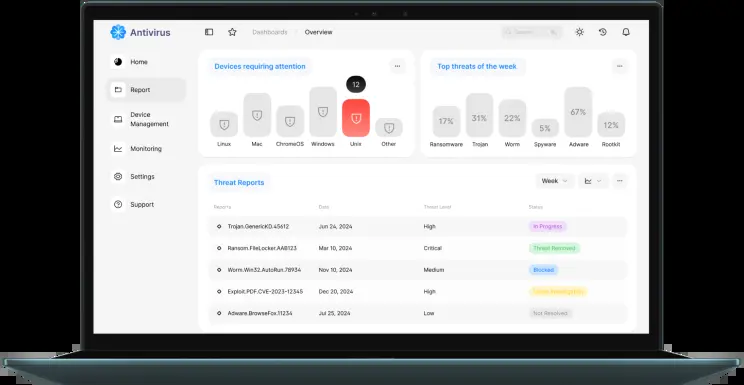 Antivirus
Dashboards
Overview
Home
Report
Device
Management
Monitoring
Settings
Support
Devices requiring attention
12
Linux
Mac
ChromeOS
Windows
Unix
Other
Top threats of the week
17%
31%
22%
5%
67%
12%
Ransomware
Trojan
Worm
Spyware
Adware
Rootkit
Threat Reports
Week
Reports Date Threat Level Status
Trojan.GenericKD.45612 Jun 24, 2024 High In Progress
Ransom.FileLocker.AAB123 Mar 10, 2024 Critical Threat Removed
Worm.Win32.AutoRun.78934 Nov 10, 2024 Medium Blocked
Exploit.PDF.CVE-2023-12345 Dec 20, 2024 High
Adware.BrowseFox.11234 Jul 25, 2024 Low Not Resolved